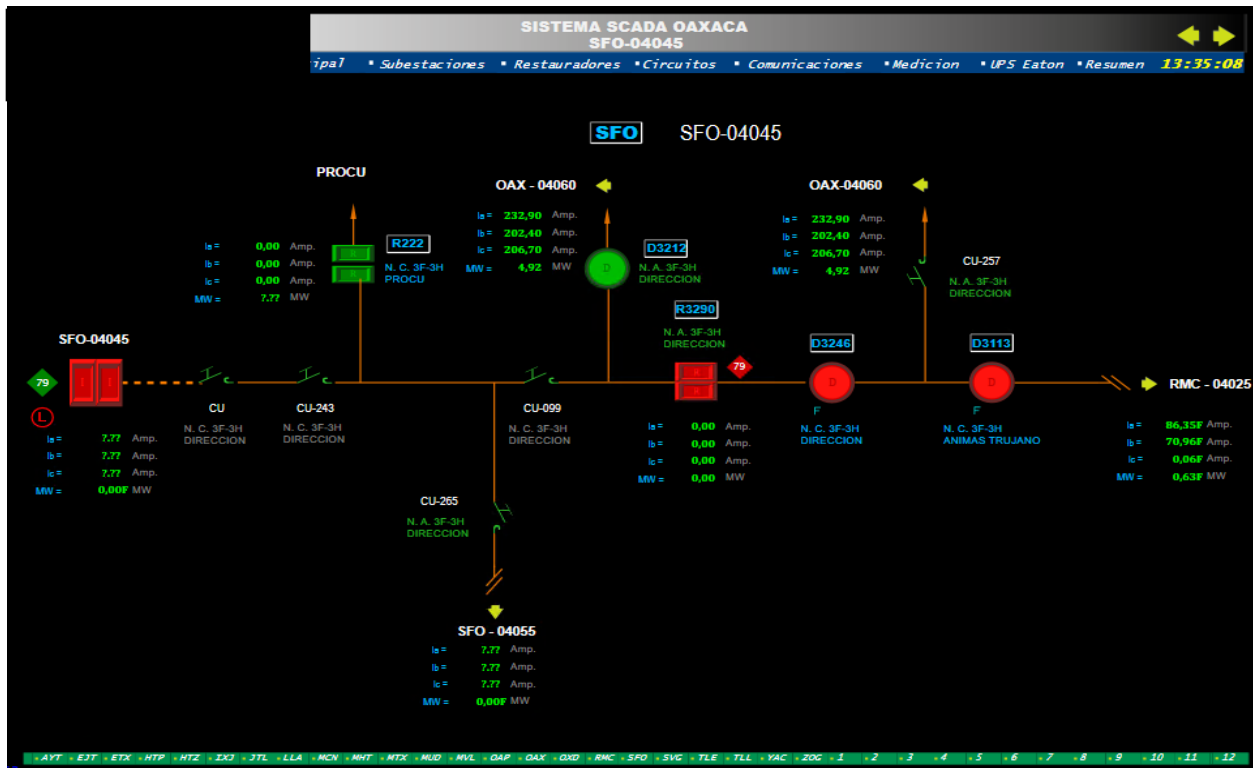 SISTEMA SCADA OAXACA
SFO-04045
ipal • Subestaciones • Restauradores • Circuitos • Comunicaciones • Medicion • UPS Eaton • Resumen 13:35:08
SFO SFO-04045
PROCU
Ia = 0,00 Amp.
Ib = 0,00 Amp.
Ic = 0,00 Amp.
MW = ?.?? MW
R R
R222
N. C. 3F-3H
PROCU
OAX - 04060
Ia = 232,90 Amp.
Ib = 202,40 Amp.
Ic = 206,70 Amp.
MW = 4,92 MW
D
D3212
N. A. 3F-3H
DIRECCION
OAX-04060
Ia = 232,90 Amp.
Ib = 202,40 Amp.
Ic = 206,70 Amp.
MW = 4,92 MW
CU-257
N. A. 3F-3H
DIRECCION
SFO-04045
79
I I
L
Ia = ?.?? Amp.
Ib = ?.?? Amp.
Ic = ?.?? Amp.
MW = 0,00F MW
CU
N. C. 3F-3H
DIRECCION
CU-243
N. C. 3F-3H
DIRECCION
CU-099
N. C. 3F-3H
DIRECCION
R3290
N. A. 3F-3H
DIRECCION
79
R R
Ia = 0,00 Amp.
Ib = 0,00 Amp.
Ic = 0,00 Amp.
MW = 0,00 MW
D3246
D
F
N. C. 3F-3H
DIRECCION
D3113
D
F
N. C. 3F-3H
ANIMAS TRUJANO
RMC - 04025
Ia = 86,35F Amp.
Ib = 70,96F Amp.
Ic = 0,06F Amp.
MW = 0,63F MW
CU-265
N. A. 3F-3H
DIRECCION
SFO - 04055
Ia = ?.?? Amp.
Ib = ?.?? Amp.
Ic = ?.?? Amp.
MW = 0,00F MW
• AYT • EJT • ETX • HTP • HTZ • IXJ • JTL • LLA • MCN • MHT • MTX • MUD • MVL • OAP • OAX • OXD • RMC • SFO • SVG • TLE • TLL • YAC • ZOG • 1 • 2 • 3 • 4 • 5 • 6 • 7 • 8 • 9 • 10 • 11 • 12